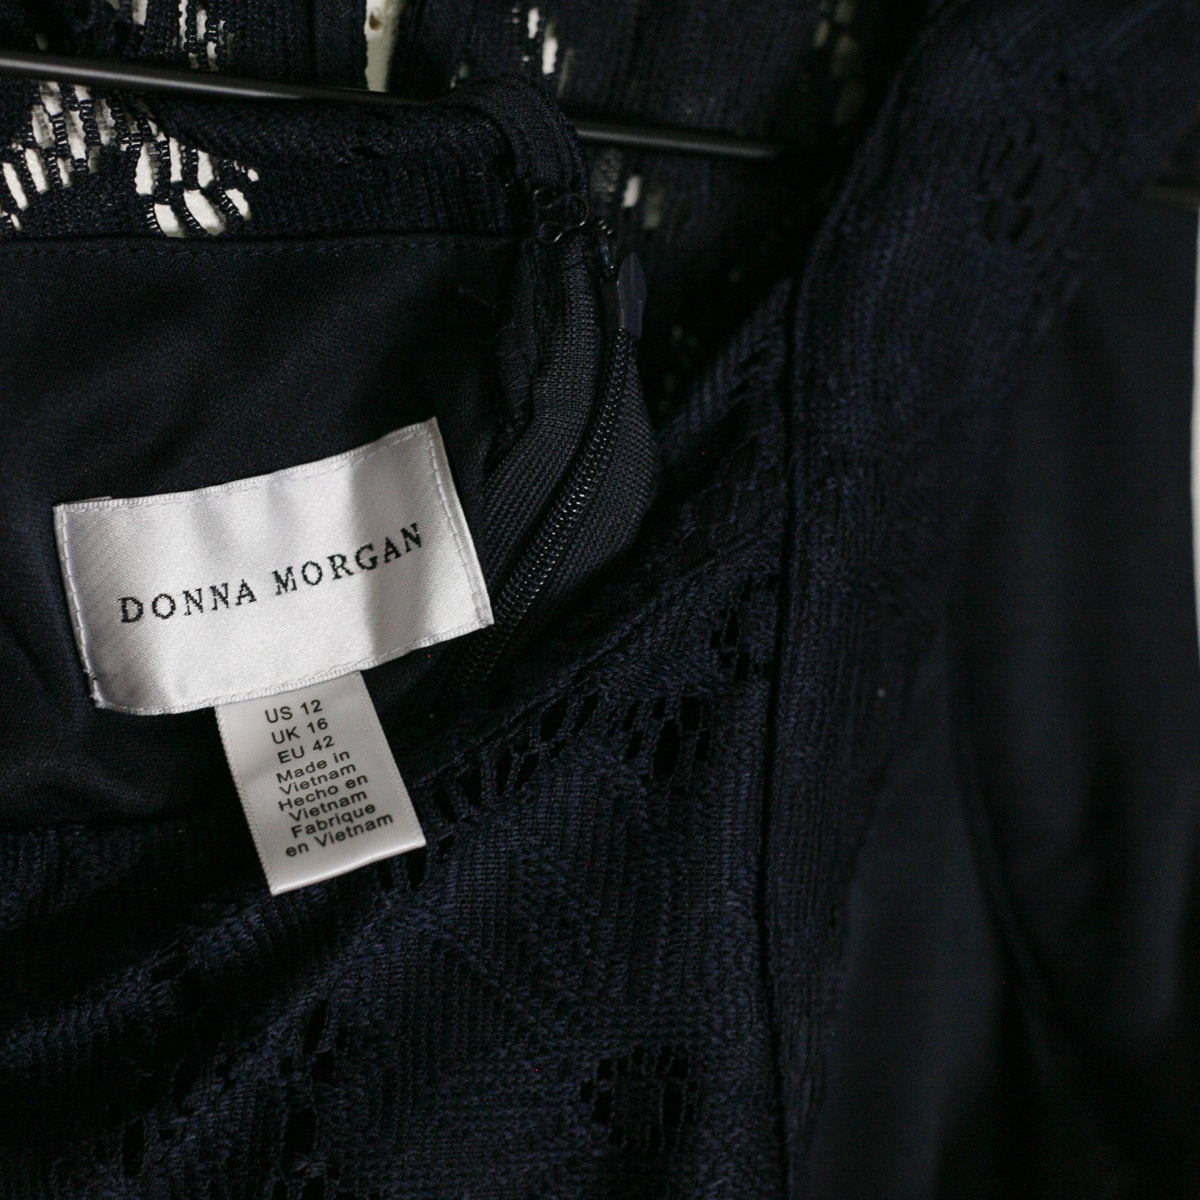 DONNA MORGAN
US 12
UK 16
EU 42
Made in
Vietnam
Hecho en
Vietnam
Fabrique
en Vietnam